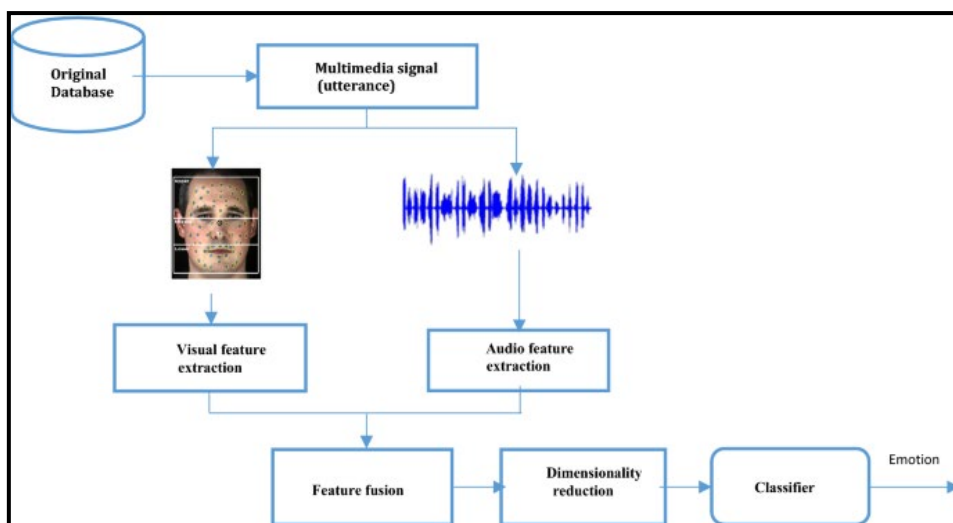 Original
Database
Multimedia signal
(utterance)
Visual feature
extraction
Audio feature
extraction
Feature fusion
Dimensionality
reduction
Classifier
Emotion